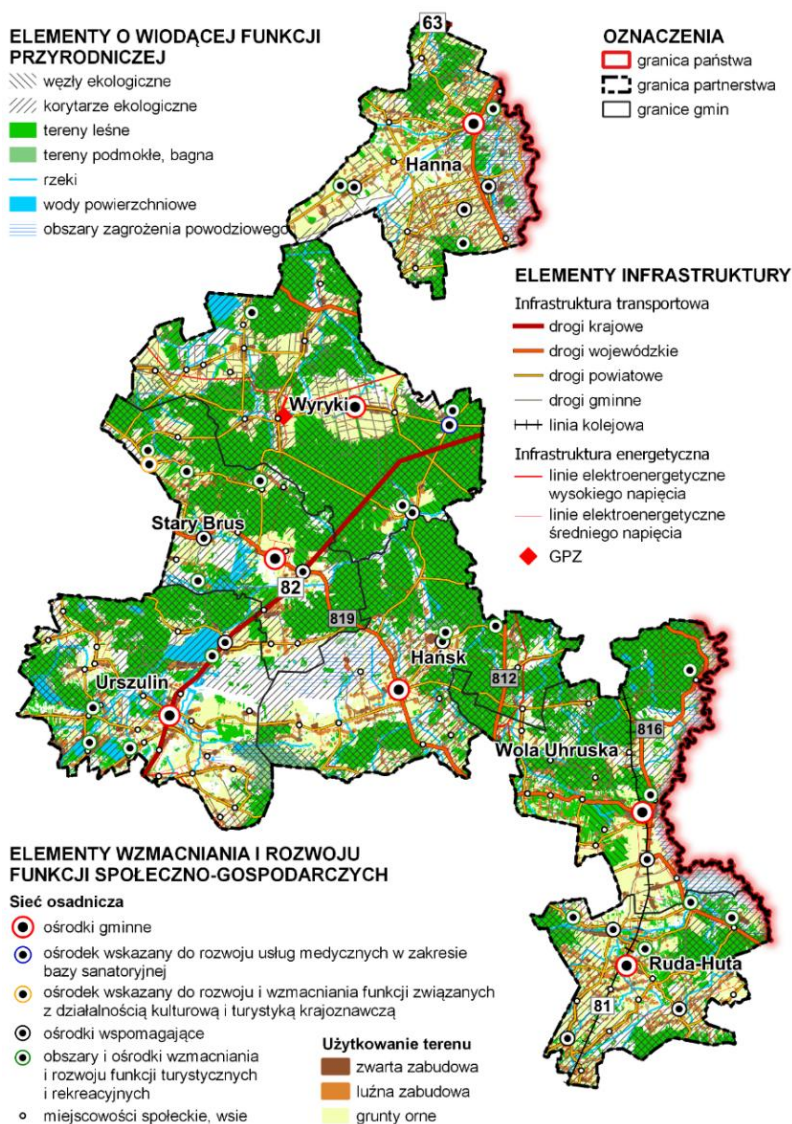 ELEMENTY O WIODĄCEJ FUNKCJI
PRZYRODNICZEJ
węzły ekologiczne
korytarze ekologiczne
tereny leśne
tereny podmokłe, bagna
rzeki
wody powierzchniowe
obszary zagrożenia powodziowego
63
Hanna
OZNACZENIA
granica państwa
granica partnerstwa
granice gmin
ELEMENTY INFRASTRUKTURY
Infrastruktura transportowa
drogi krajowe
drogi wojewódzkie
drogi powiatowe
drogi gminne
linia kolejowa
Infrastruktura energetyczna
linie elektroenergetyczne
wysokiego napięcia
linie elektroenergetyczne
średniego napięcia
GPZ
Wyryki
Stary Brus
82
819
Hańsk
Urszulin
812
816
Wola Uhruska
Ruda-Huta
81
ELEMENTY WZMACNIANIA I ROZWOJU
FUNKCJI SPOŁECZNO-GOSPODARCZYCH
Sieć osadnicza
ośrodki gminne
ośrodek wskazany do rozwoju usług medycznych w zakresie
bazy sanatoryjnej
ośrodek wskazany do rozwoju i wzmacniania funkcji związanych
z działalnością kulturową i turystyką krajoznawczą
ośrodki wspomagające
obszary i ośrodki wzmacniania
i rozwoju funkcji turystycznych
i rekreacyjnych
miejscowości społeckie, wsie
Użytkowanie terenu
zwarta zabudowa
luźna zabudowa
grunty orne